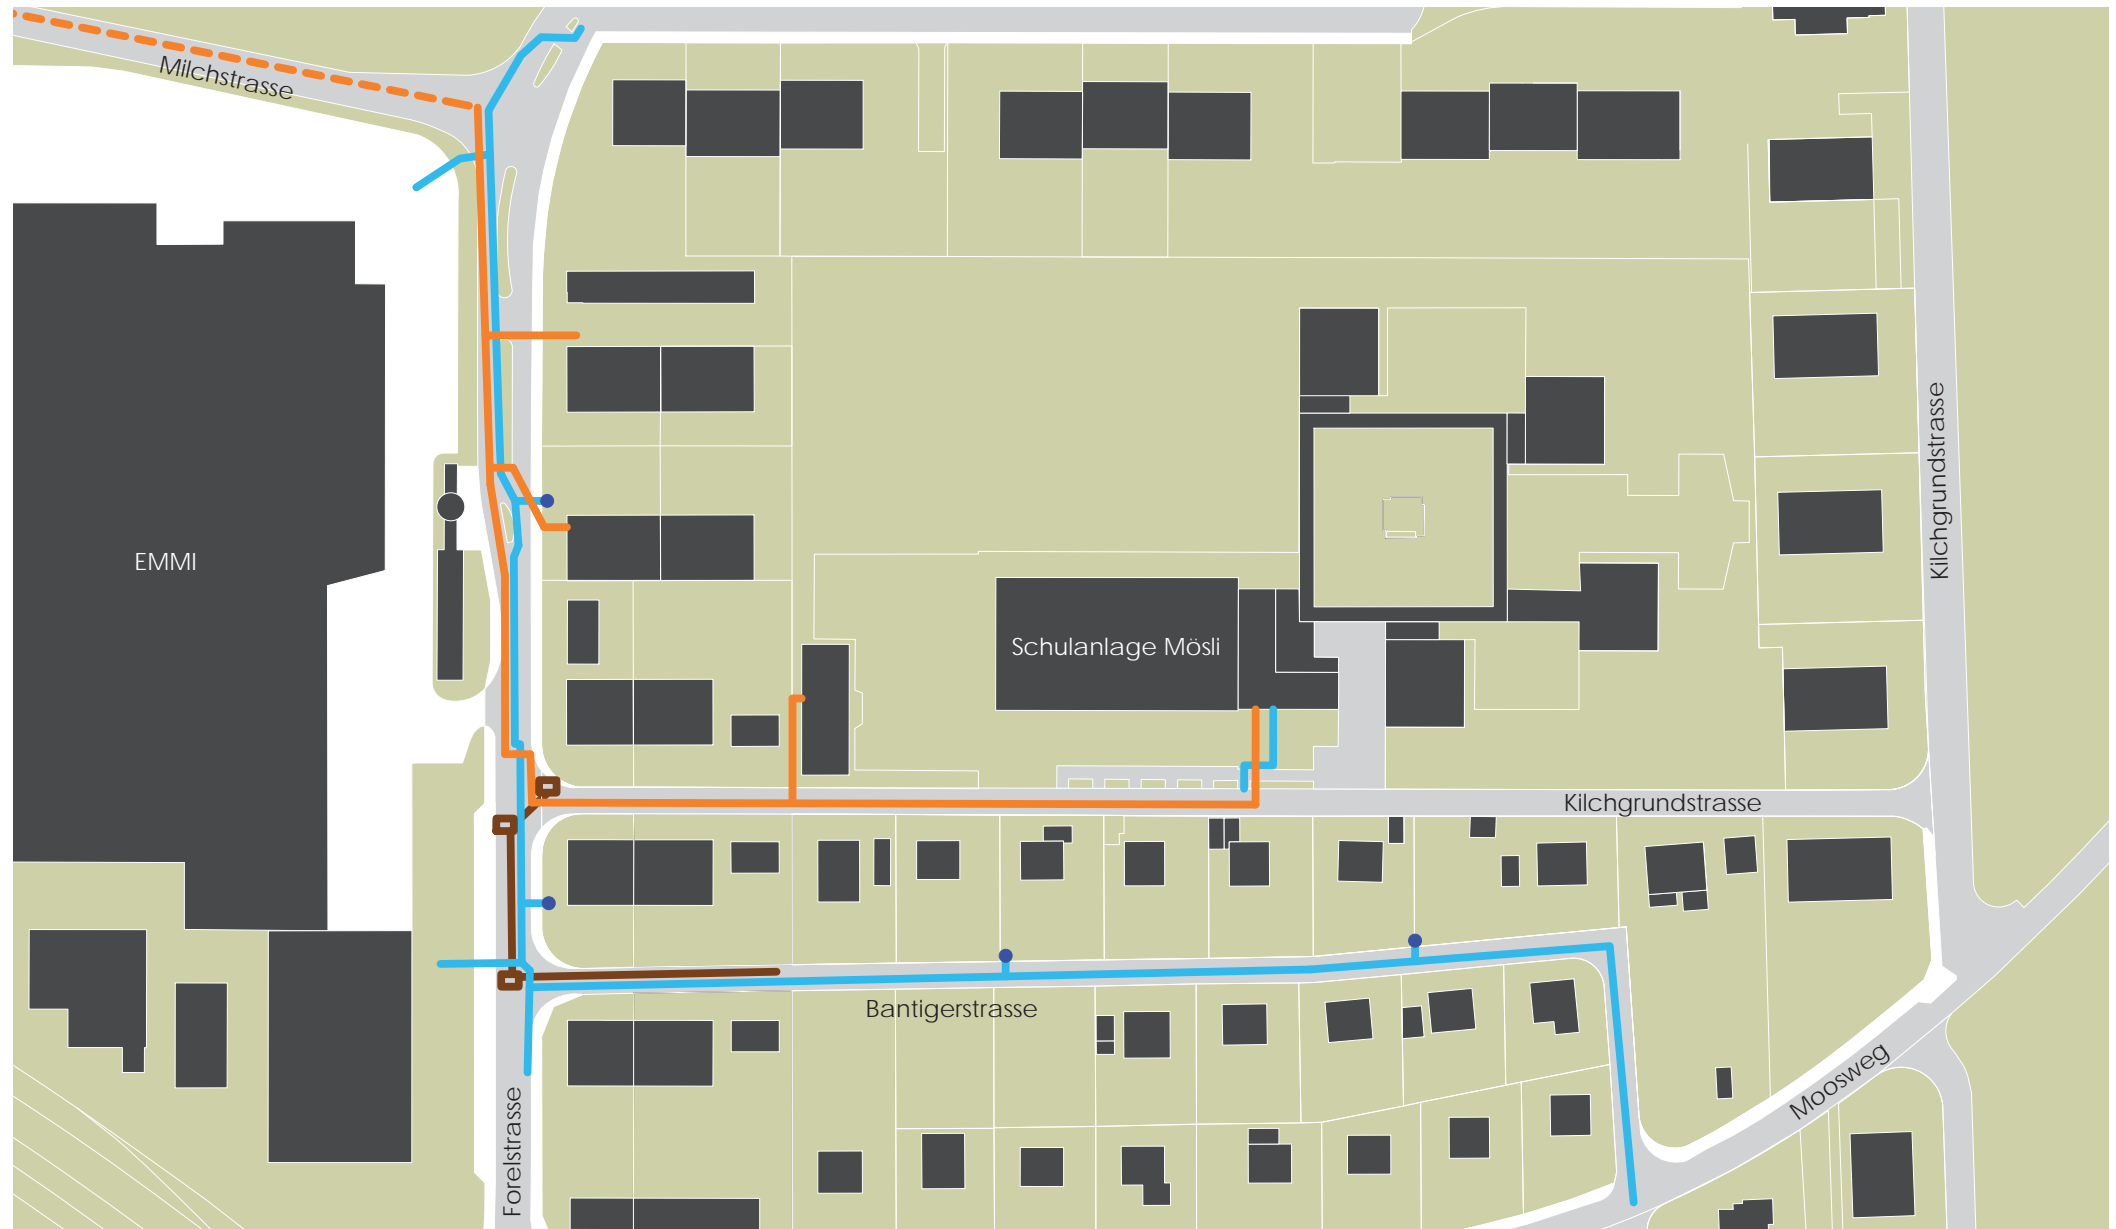 Milchstrasse
Kilchgrundstrasse
EMMI
Schulanlage Mösli
Kilchgrundstrasse
Bantigerstrasse
Moosweg
Forelstrasse